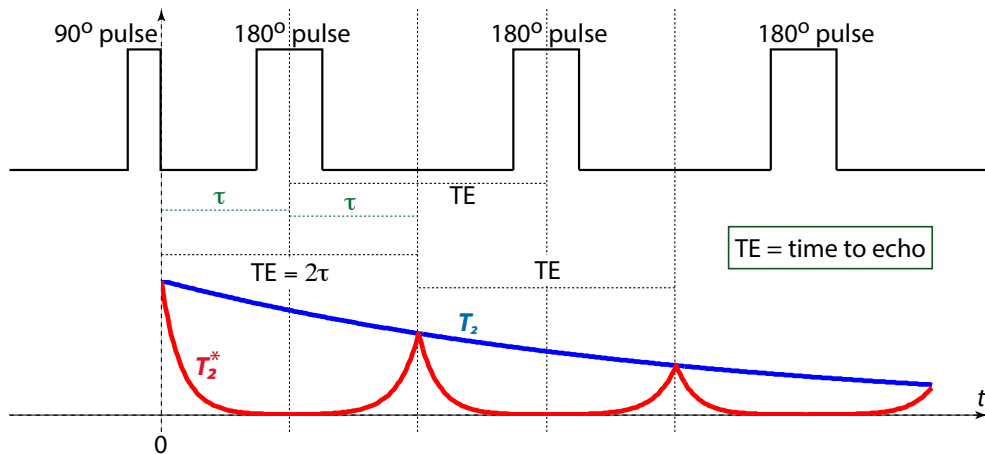 90° pulse
180° pulse
180° pulse
180° pulse
τ
τ
TE
TE = 2τ
TE
TE = time to echo
T₂
T₂*
t
0